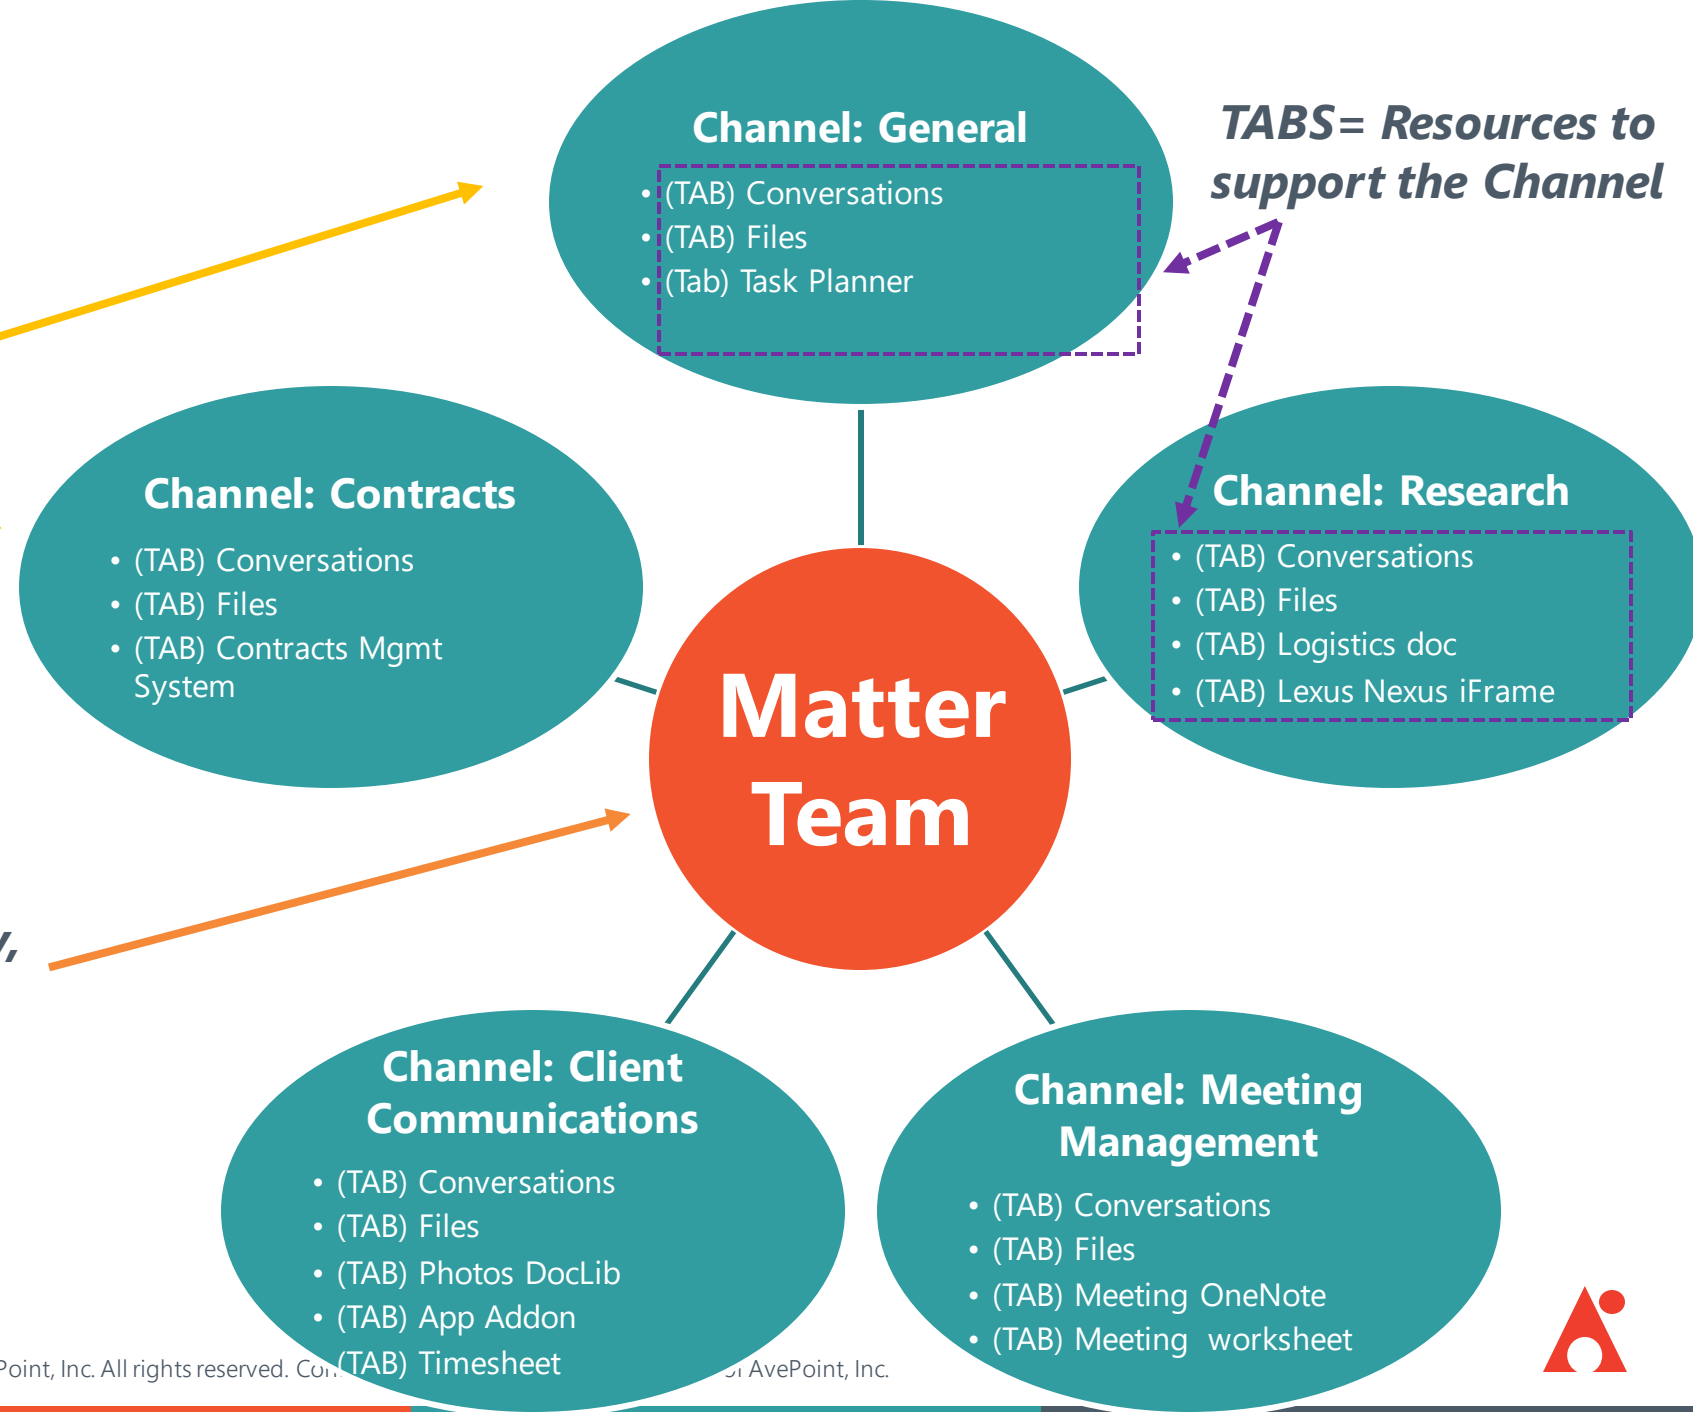 Channel: General
• (TAB) Conversations
• (TAB) Files
• (Tab) Task Planner
TABS= Resources to
support the Channel
Channel: Contracts
• (TAB) Conversations
• (TAB) Files
• (TAB) Contracts Mgmt
System
Channel: Research
• (TAB) Conversations
• (TAB) Files
• (TAB) Logistics doc
• (TAB) Lexus Nexus iFrame
Matter
Team
Channel: Client
Communications
• (TAB) Conversations
• (TAB) Files
• (TAB) Photos DocLib
• (TAB) App Addon
(TAB) Timesheet
Channel: Meeting
Management
• (TAB) Conversations
• (TAB) Files
• (TAB) Meeting OneNote
• (TAB) Meeting worksheet
Point, Inc. All rights reserved. AvePoint, Inc.